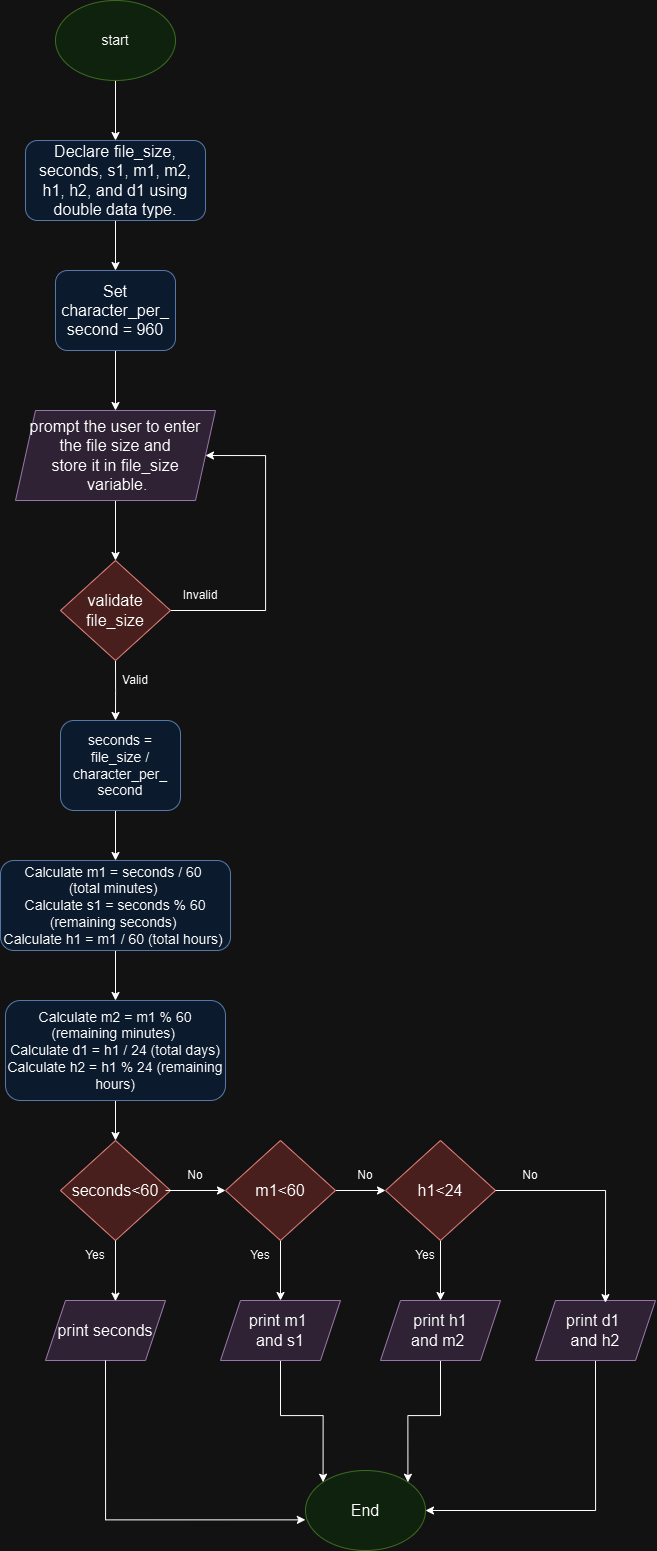 start
Declare file_size,
seconds, s1, m1, m2,
h1, h2, and d1 using
double data type.
Set
character_per_
second = 960
prompt the user to enter
the file size and
store it in file_size
variable.
validate
file_size
Invalid
Valid
seconds =
file_size /
character_per_
second
Calculate m1 = seconds / 60
(total minutes)
Calculate s1 = seconds % 60
(remaining seconds)
Calculate h1 = m1 / 60 (total hours)
Calculate m2 = m1 % 60
(remaining minutes)
Calculate d1 = h1 / 24 (total days)
Calculate h2 = h1 % 24 (remaining
hours)
seconds<60
No
m1<60
No
h1<24
No
Yes
Yes
Yes
print seconds
print m1
and s1
print h1
and m2
print d1
and h2
End